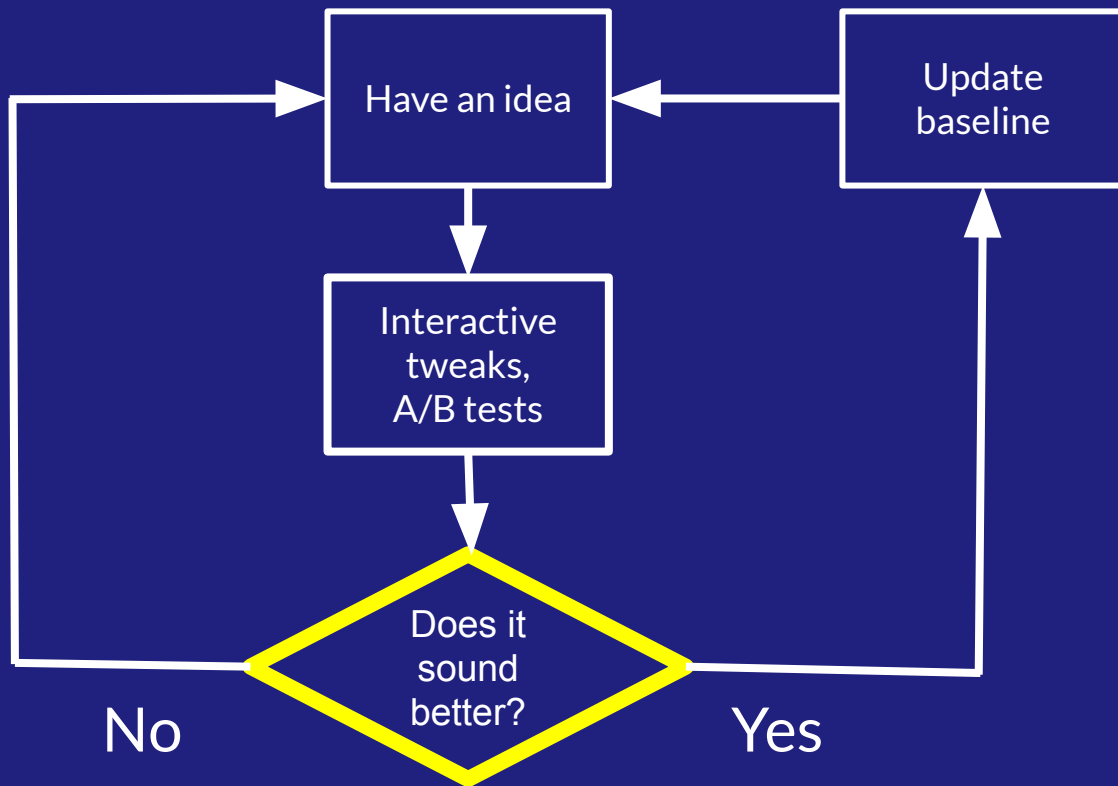 Have an idea
Update
baseline
Interactive
tweaks,
A/B tests
Does it
sound
better?
No
Yes